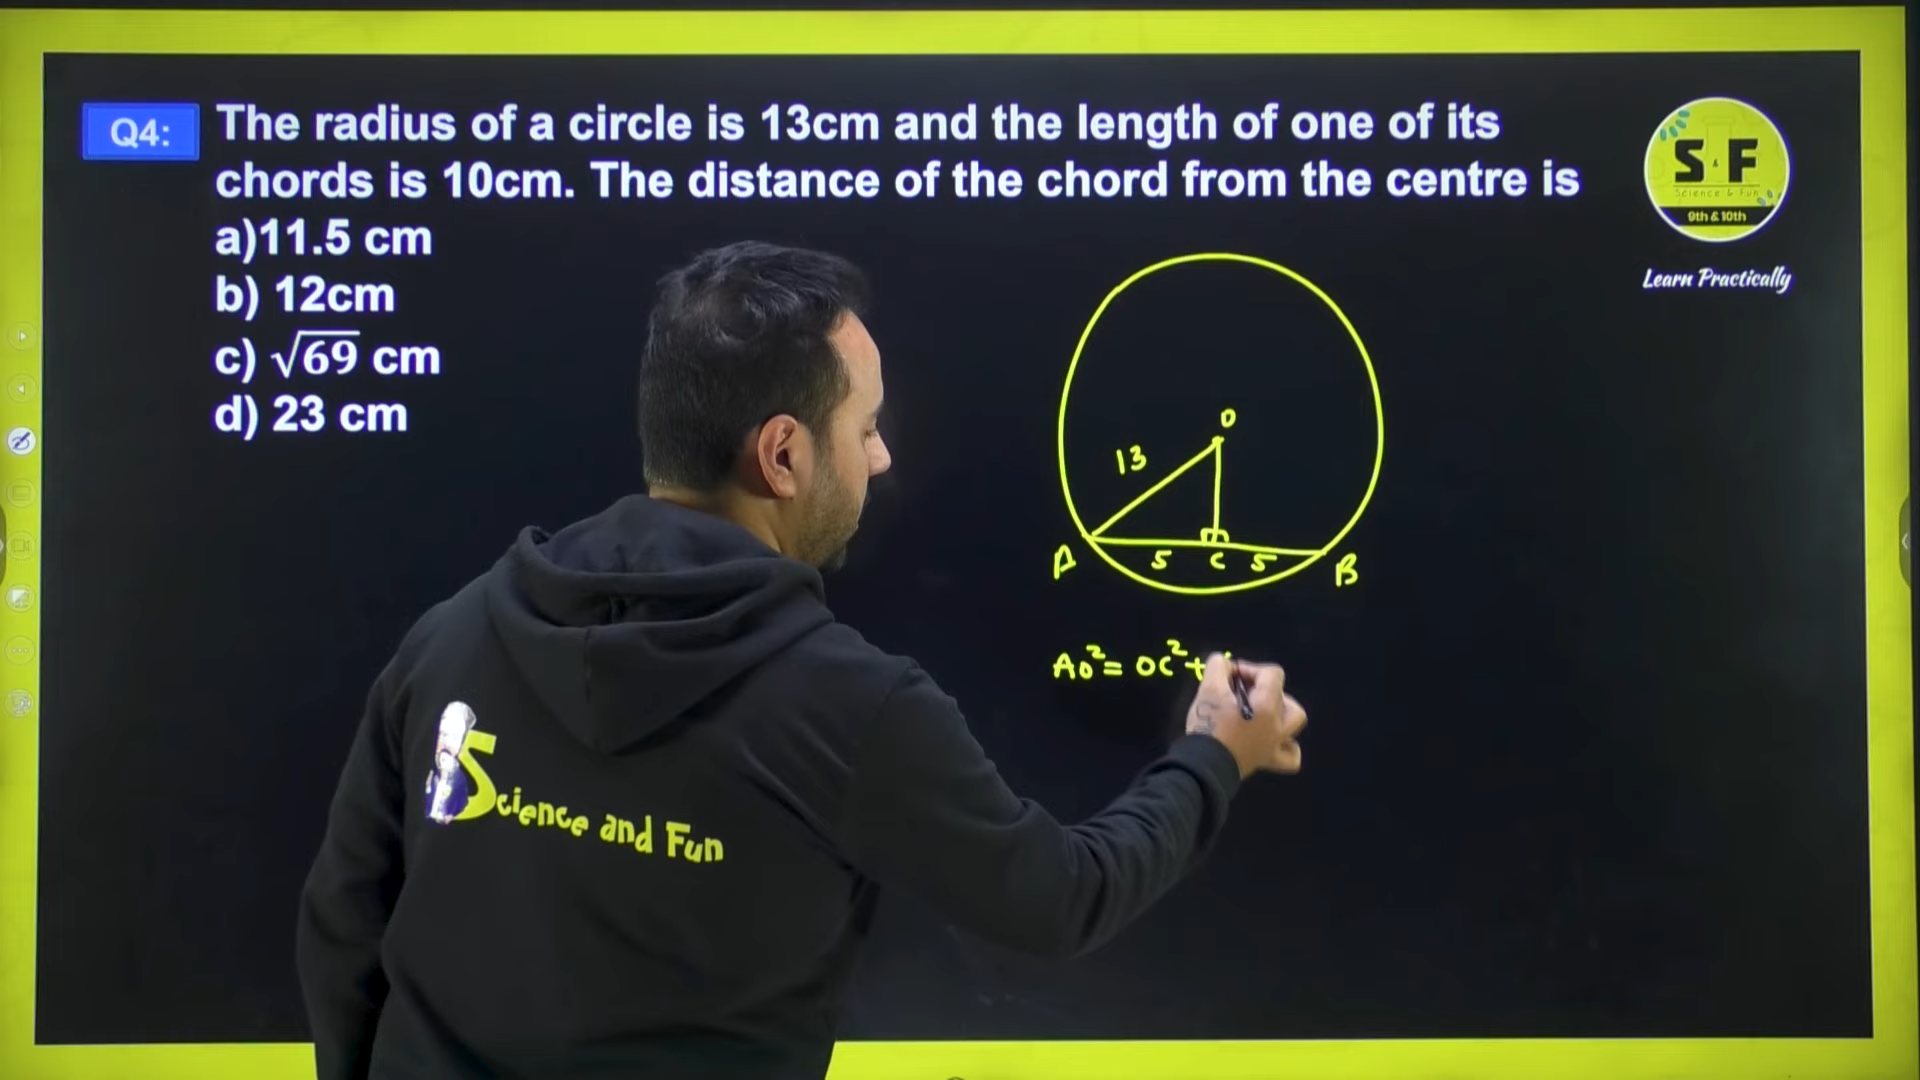 Q4:
The radius of a circle is 13cm and the length of one of its
chords is 10cm. The distance of the chord from the centre is
a)11.5 cm
b) 12cm
c) √69 cm
d) 23 cm
S & F
Science & Fun
9th & 10th
Learn Practically
O
13
A 5 C 5 B
AO² = OC² +
Science and Fun